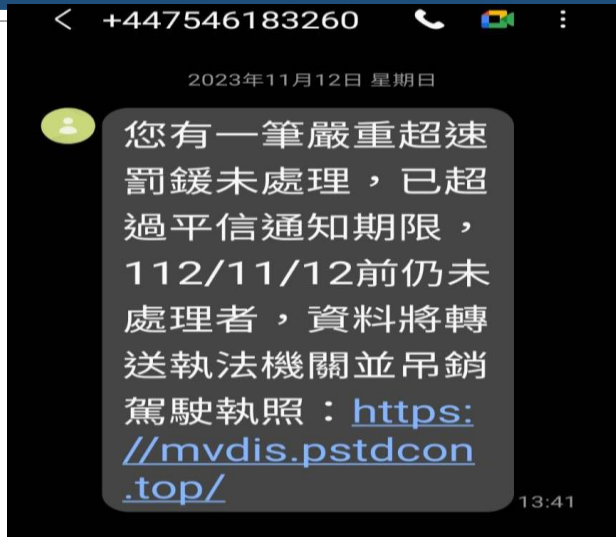 +447546183260
2023年11月12日 星期日
您有一筆嚴重超速
罰鍰未處理，已超
過平信通知期限，
112/11/12前仍未
處理者，資料將轉
送執法機關並吊銷
駕駛執照：https:
//mvdis.pstdcon
.top/
13:41